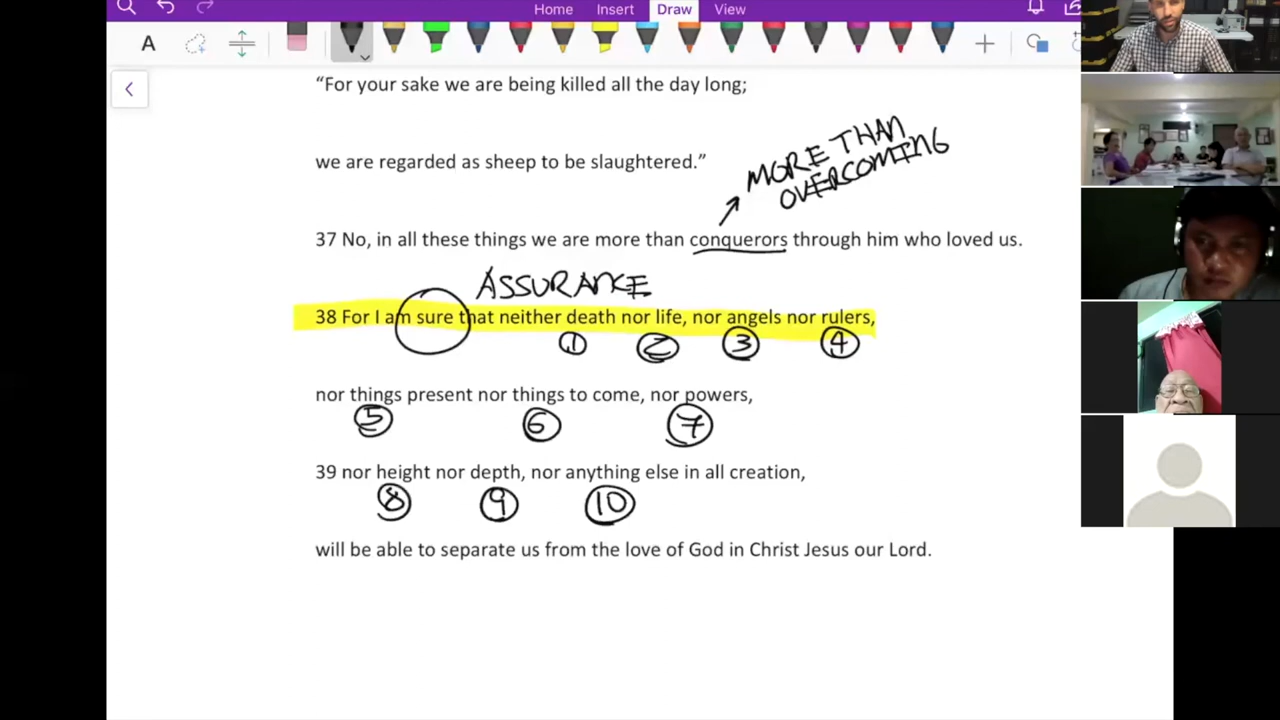 Home Insert Draw View
A
“For your sake we are being killed all the day long;
MORE THAN
OVERCOMING
we are regarded as sheep to be slaughtered.”
37 No, in all these things we are more than conquerors through him who loved us.
ASSURANCE
38 For I am sure that neither death nor life, nor angels nor rulers,
1 2 3 4
nor things present nor things to come, nor powers,
5 6 7
39 nor height nor depth, nor anything else in all creation,
8 9 10
will be able to separate us from the love of God in Christ Jesus our Lord.